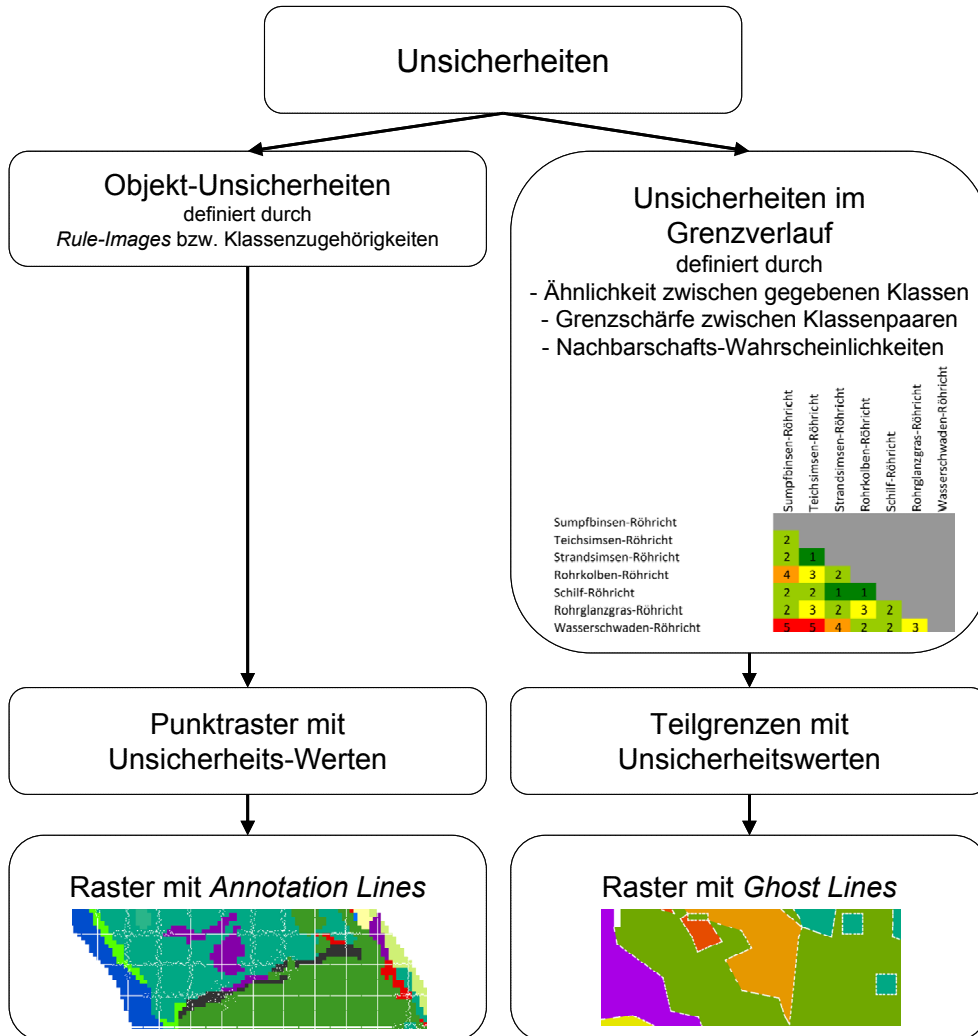 Unsicherheiten
Objekt-Unsicherheiten
definiert durch
Rule-Images bzw. Klassenzugehörigkeiten
Unsicherheiten im
Grenzverlauf
definiert durch
- Ähnlichkeit zwischen gegebenen Klassen
- Grenzschärfe zwischen Klassenpaaren
- Nachbarschafts-Wahrscheinlichkeiten
Sumpfbinsen-Röhricht
Teichsimsen-Röhricht
Strandsimsen-Röhricht
Rohrkolben-Röhricht
Schilf-Röhricht
Rohrglanzgras-Röhricht
Wasserschwaden-Röhricht
Sumpfbinsen-Röhricht
Teichsimsen-Röhricht 2
Strandsimsen-Röhricht 2 1
Rohrkolben-Röhricht 4 3 2
Schilf-Röhricht 2 2 1 1
Rohrglanzgras-Röhricht 2 3 2 3 2
Wasserschwaden-Röhricht 5 5 4 2 2 3
Punktraster mit
Unsicherheits-Werten
Teilgrenzen mit
Unsicherheitswerten
Raster mit Annotation Lines
Raster mit Ghost Lines